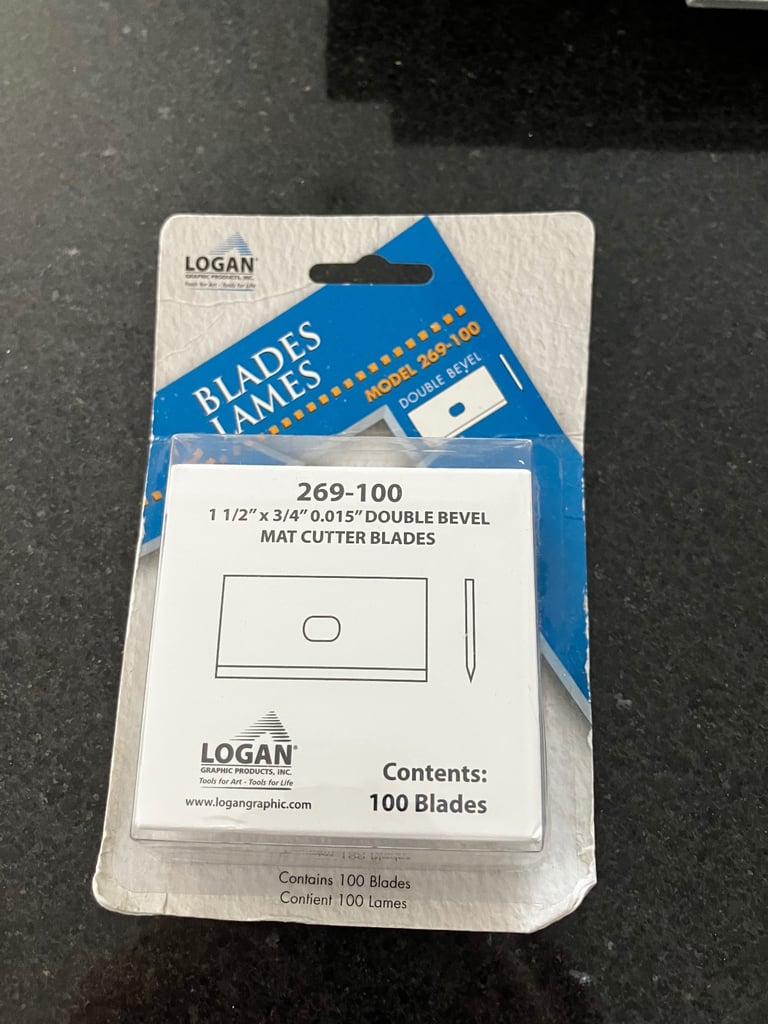 LOGAN®
GRAPHIC PRODUCTS, INC.
Tools for Art - Tools for Life
BLADES
LAMES
MODEL 269-100
DOUBLE BEVEL
269-100
1 1/2” x 3/4” 0.015” DOUBLE BEVEL
MAT CUTTER BLADES
LOGAN®
GRAPHIC PRODUCTS, INC.
Tools for Art - Tools for Life
www.logangraphic.com
Contents:
100 Blades
Contains 100 Blades
Contient 100 Lames